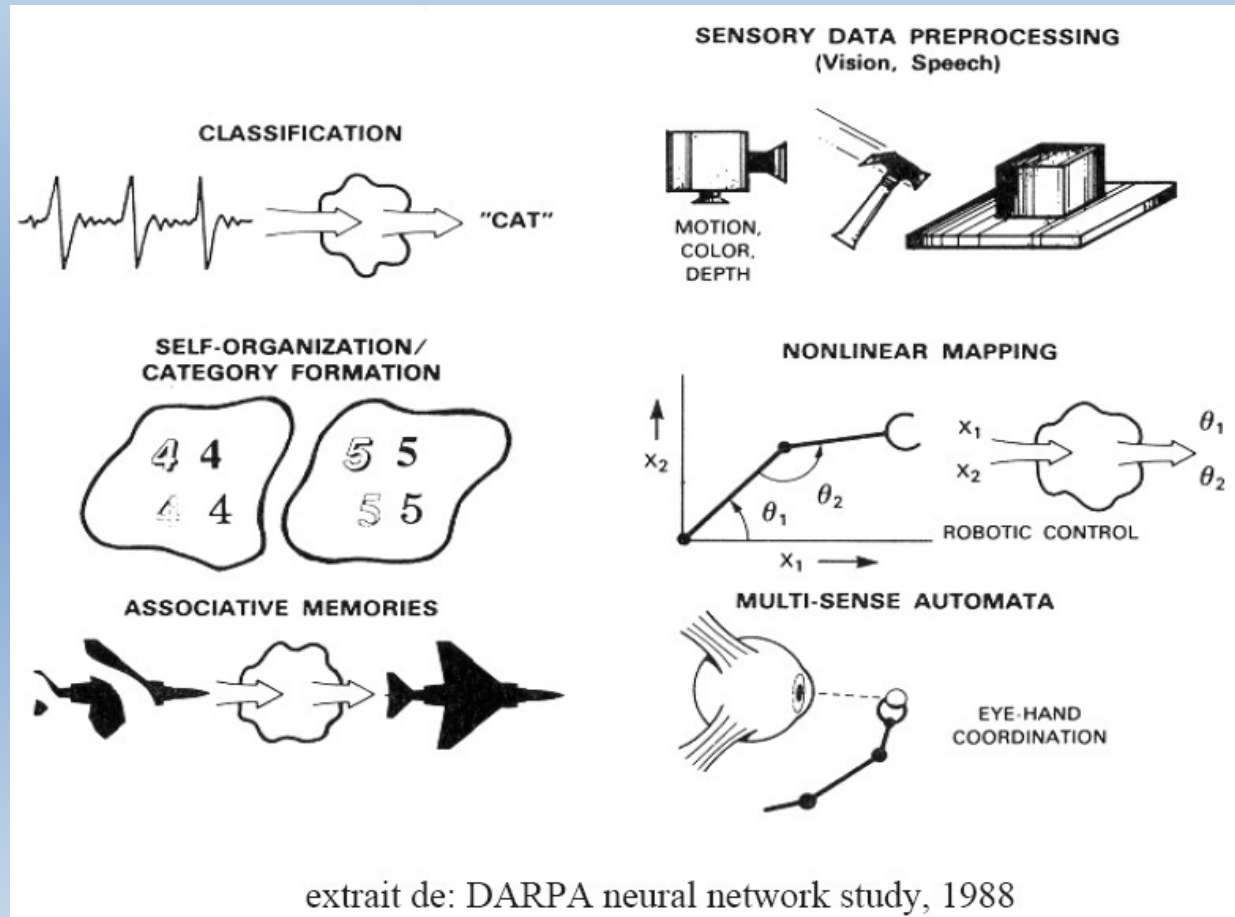 CLASSIFICATION
"CAT"
SENSORY DATA PREPROCESSING
(Vision, Speech)
MOTION,
COLOR,
DEPTH
SELF-ORGANIZATION/
CATEGORY FORMATION
4 4
4 4
5 5
5 5
NONLINEAR MAPPING
X₂
θ₁
θ₂
X₁
X₁
X₂
θ₁
θ₂
ROBOTIC CONTROL
ASSOCIATIVE MEMORIES
MULTI-SENSE AUTOMATA
EYE-HAND
COORDINATION
extrait de: DARPA neural network study, 1988